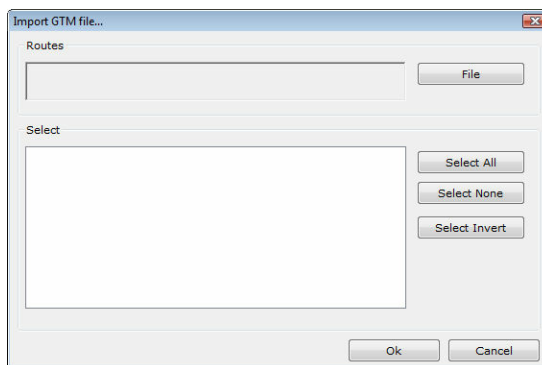 Import GTM file...
Routes
File
Select
Select All
Select None
Select Invert
Ok
Cancel